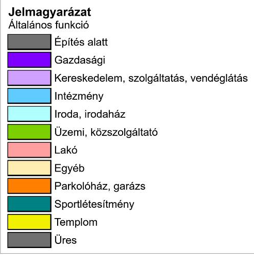 Jelmagyarázat
Általános funkció
Építés alatt
Gazdasági
Kereskedelem, szolgáltatás, vendéglátás
Intézmény
Iroda, irodaház
Üzemi, közszolgáltató
Lakó
Egyéb
Parkolóház, garázs
Sportlétesítmény
Templom
Üres